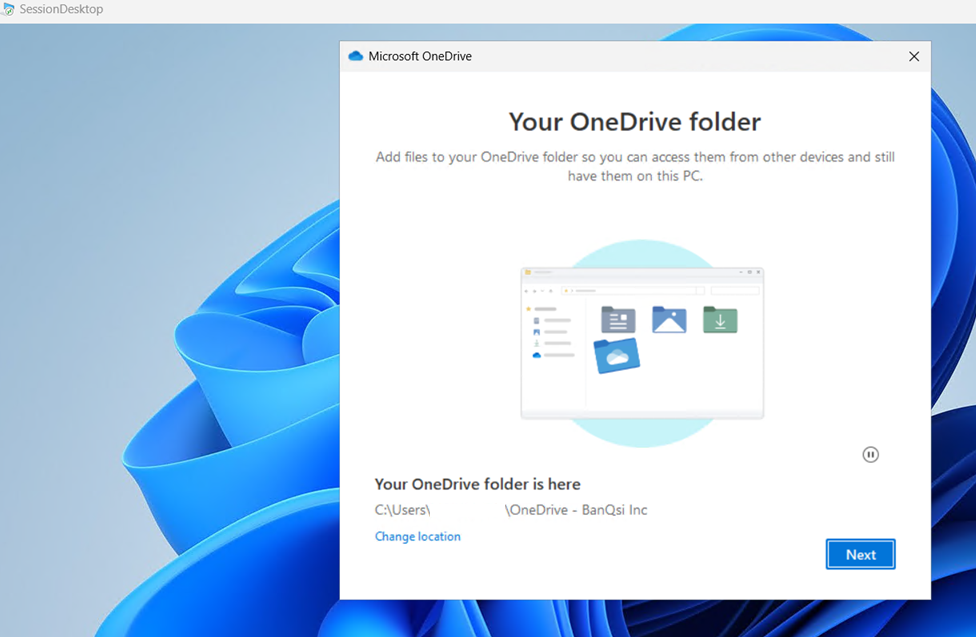 SessionDesktop
Microsoft OneDrive
Your OneDrive folder
Add files to your OneDrive folder so you can access them from other devices and still
have them on this PC.
Your OneDrive folder is here
C:\Users\ \OneDrive - BanQsi Inc
Change location
Next